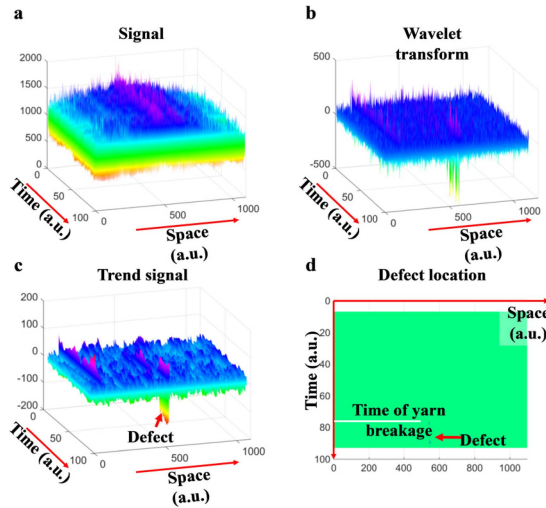 a
Signal
2000
1500
1000
500
0
0
50
100
Time (a.u.)
0
500
1000
Space
(a.u.)
b
Wavelet
transform
500
0
-500
0
50
100
Time (a.u.)
0
500
1000
Space
(a.u.)
c
Trend signal
200
100
0
-100
-200
0
50
100
Time (a.u.)
Defect
0
500
1000
Space
(a.u.)
d
Defect location
0
20
40
60
80
100
Time (a.u.)
Space
(a.u.)
Time of yarn
breakage
Defect
0 200 400 600 800 1000